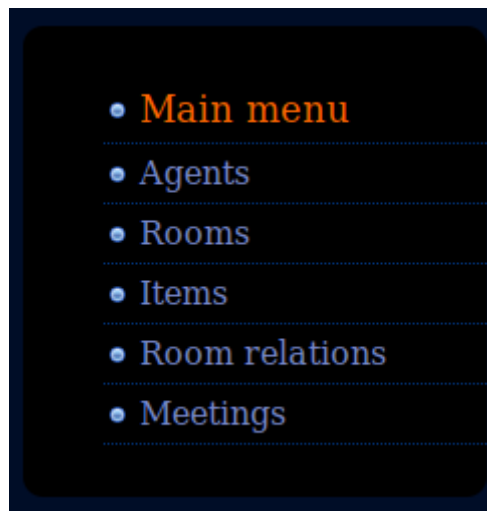 Main menu
Agents
Rooms
Items
Room relations
Meetings